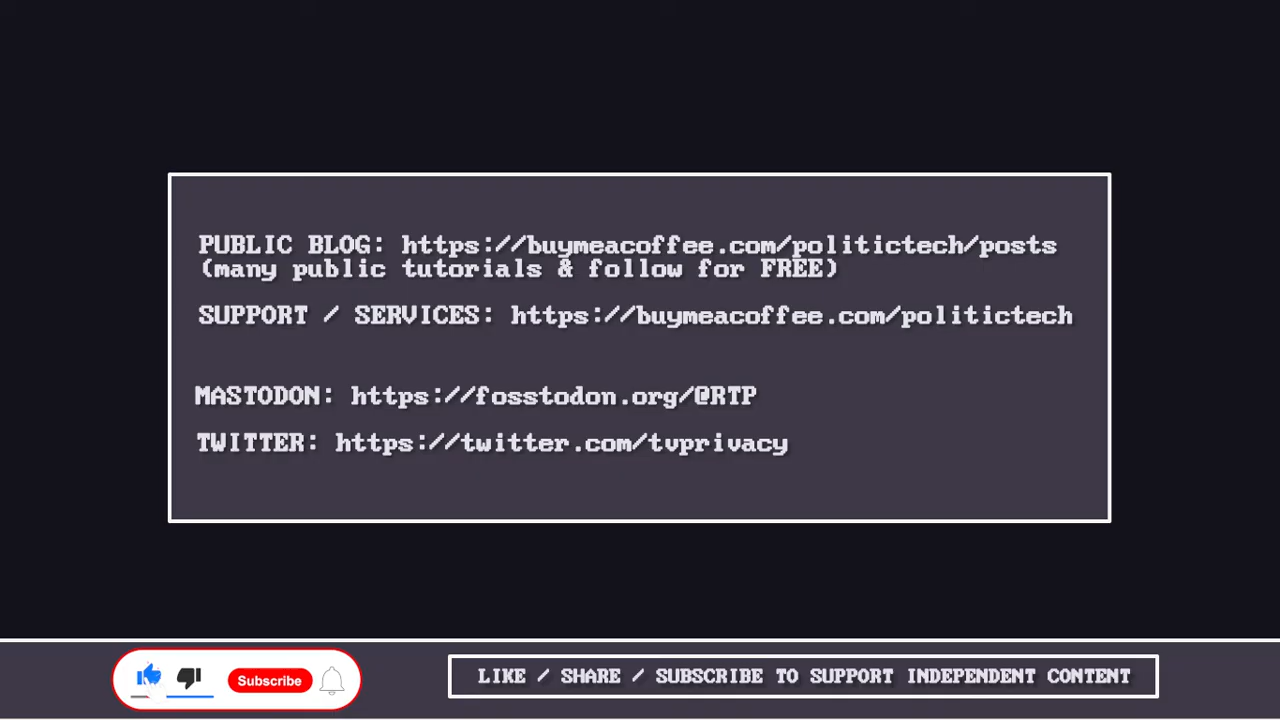 PUBLIC BLOG: https://buymeacoffee.com/politictech/posts
(many public tutorials & follow for FREE)
SUPPORT / SERVICES: https://buymeacoffee.com/politictech
MASTODON: https://fosstodon.org/@RTP
TWITTER: https://twitter.com/tvprivacy
Subscribe
LIKE / SHARE / SUBSCRIBE TO SUPPORT INDEPENDENT CONTENT